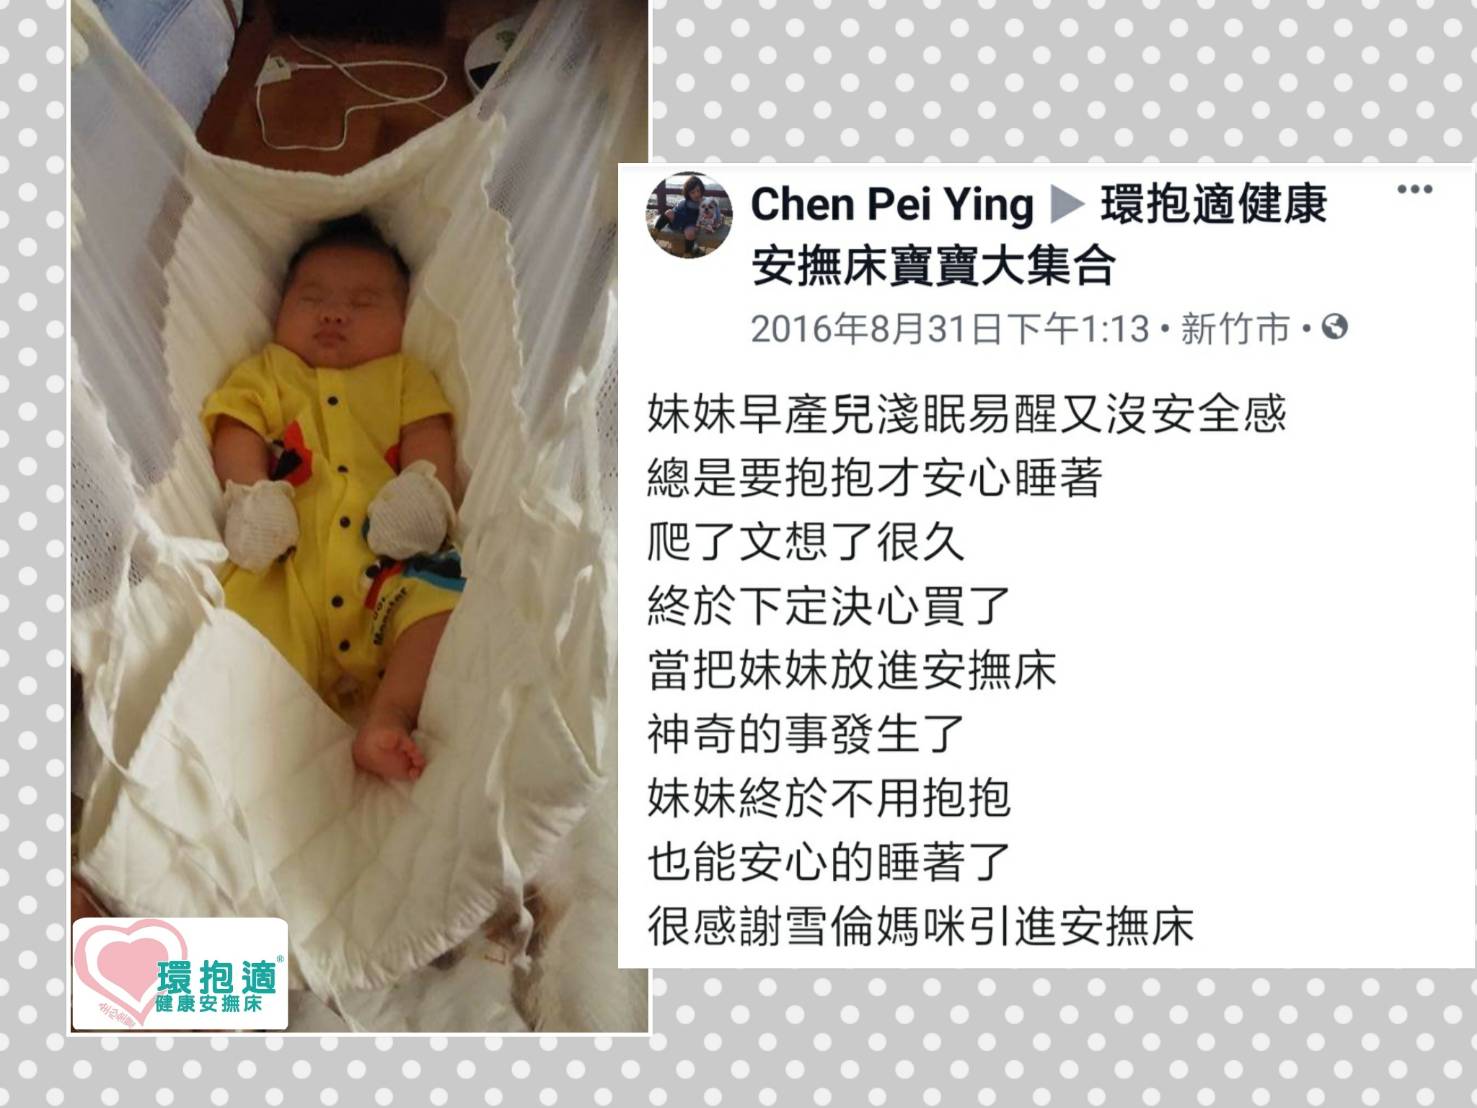 Chen Pei Ying ▶ 環抱適健康
安撫床寶寶大集合
2016年8月31日下午1:13 · 新竹市 ·
妹妹早產兒淺眠易醒又沒安全感
總是要抱抱才安心睡著
爬了文想了很久
終於下定決心買了
當把妹妹放進安撫床
神奇的事發生了
妹妹終於不用抱抱
也能安心的睡著了
很感謝雪倫媽咪引進安撫床
Monster
環抱適®
健康安撫床